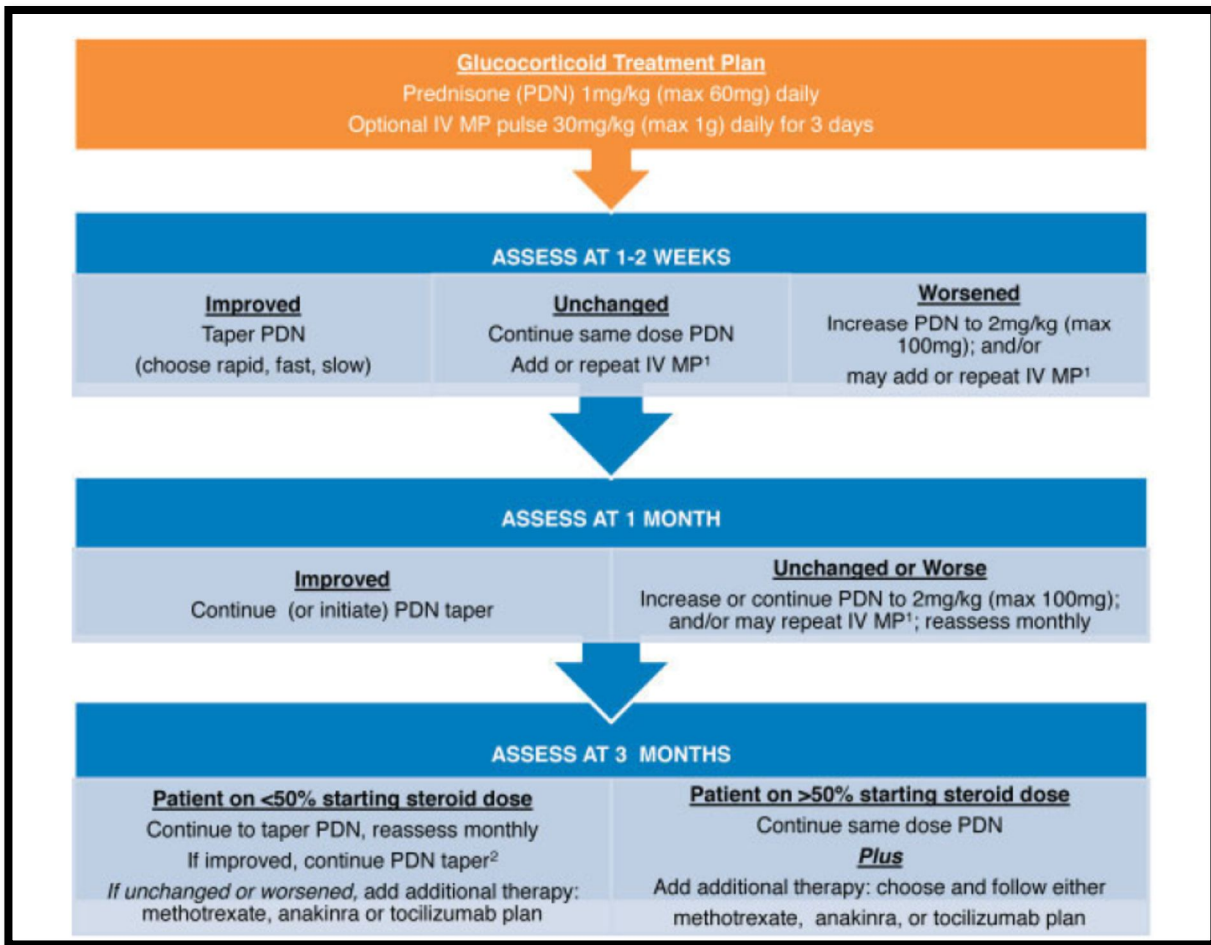 Glucocorticoid Treatment Plan
Prednisone (PDN) 1mg/kg (max 60mg) daily
Optional IV MP pulse 30mg/kg (max 1g) daily for 3 days
ASSESS AT 1-2 WEEKS
Improved
Taper PDN
(choose rapid, fast, slow)
Unchanged
Continue same dose PDN
Add or repeat IV MP¹
Worsened
Increase PDN to 2mg/kg (max
100mg); and/or
may add or repeat IV MP¹
ASSESS AT 1 MONTH
Improved
Continue (or initiate) PDN taper
Unchanged or Worse
Increase or continue PDN to 2mg/kg (max 100mg);
and/or may repeat IV MP¹; reassess monthly
ASSESS AT 3 MONTHS
Patient on <50% starting steroid dose
Continue to taper PDN, reassess monthly
If improved, continue PDN taper²
If unchanged or worsened, add additional therapy:
methotrexate, anakinra or tocilizumab plan
Patient on >50% starting steroid dose
Continue same dose PDN
Plus
Add additional therapy: choose and follow either
methotrexate, anakinra, or tocilizumab plan